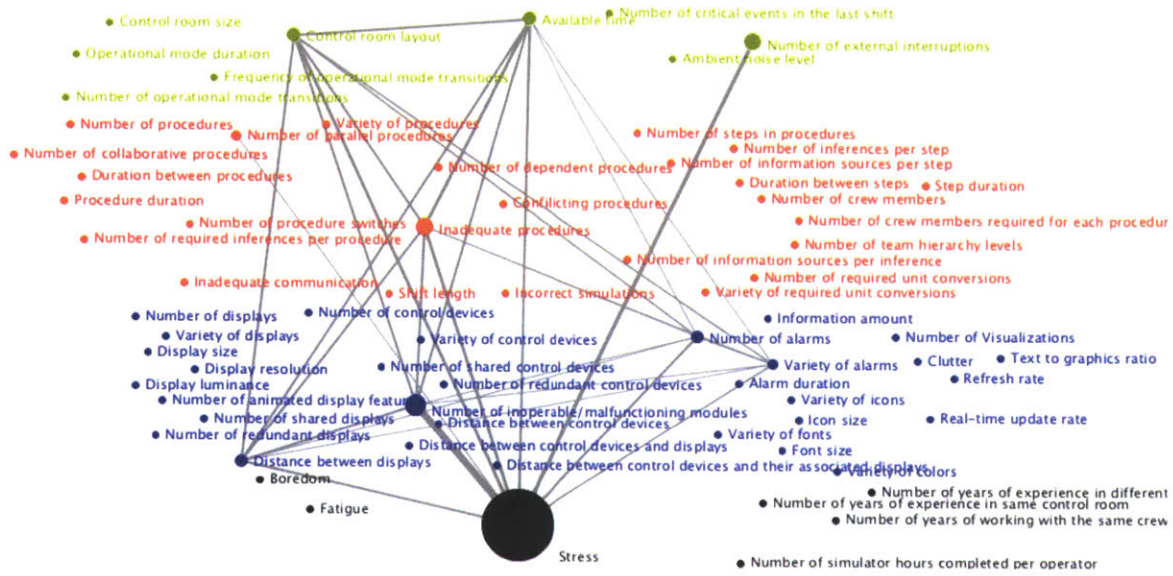 Control room size
Number of critical events in the last shift
Available time
Control room layout
Number of external interruptions
Operational mode duration
Ambient noise level
Frequency of operational mode transitions
Number of operational mode transitions
Number of procedures
Variety of procedures
Number of parallel procedures
Number of steps in procedures
Number of inferences per step
Number of collaborative procedures
Number of information sources per step
Number of dependent procedures
Duration between procedures
Duration between steps
Step duration
Procedure duration
Number of crew members
Conflicting procedures
Number of procedure switches
Number of crew members required for each procedur
Inadequate procedures
Number of required inferences per procedure
Number of team hierarchy levels
Number of information sources per inference
Number of required unit conversions
Inadequate communication
Shift length
Incorrect simulations
Variety of required unit conversions
Number of control devices
Number of displays
Information amount
Variety of displays
Variety of control devices
Number of alarms
Number of Visualizations
Display size
Text to graphics ratio
Clutter
Number of shared control devices
Variety of alarms
Display resolution
Refresh rate
Display luminance
Number of redundant control devices
Alarm duration
Number of animated display featu
Variety of icons
Number of inoperable/malfunctioning modules
Number of shared displays
Distance between control devices
Icon size
Real-time update rate
Number of redundant displays
Variety of fonts
Distance between control devices and displays
Font size
Distance between displays
Distance between control devices and their associated displays
Variety of colors
Boredom
Number of years of experience in different
Number of years of experience in same control room
Fatigue
Number of years of working with the same crew
Stress
Number of simulator hours completed per operator